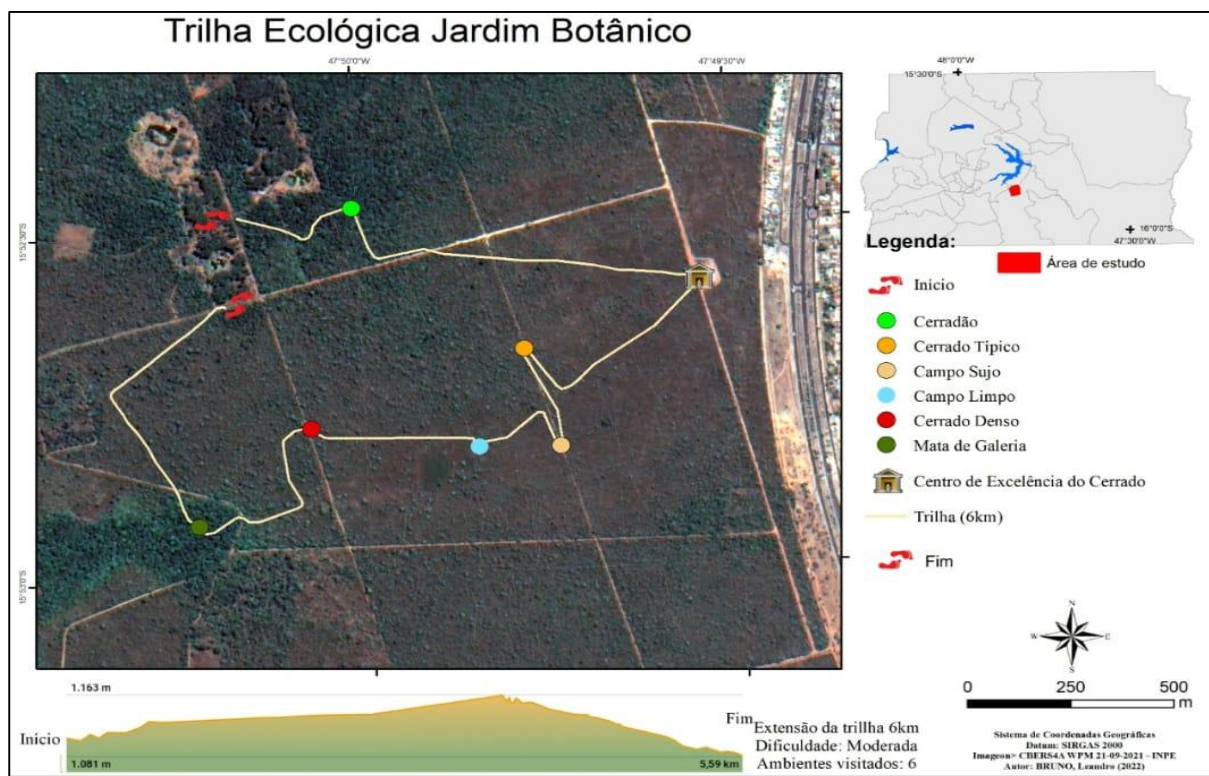 Trilha Ecológica Jardim Botânico
47°50'0"W
47°49'30"W
15°52'30"S
15°53'0"S
48°0'0"W
15°30'0"S
16°0'0"S
47°30'0"W
Legenda:
Área de estudo
Início
Cerradão
Cerrado Típico
Campo Sujo
Campo Limpo
Cerrado Denso
Mata de Galeria
Centro de Excelência do Cerrado
Trilha (6km)
Fim
N
W E
S
0 250 500
m
1.163 m
Início
Fim
1.081 m
5,59 km
Extensão da trillha 6km
Dificuldade: Moderada
Ambientes visitados: 6
Sistema de Coordenadas Geográficas
Datum: SIRGAS 2000
Imageon> CBERS4A WPM 21-09-2021 - INPE
Autor: BRUNO, Leandro (2022)